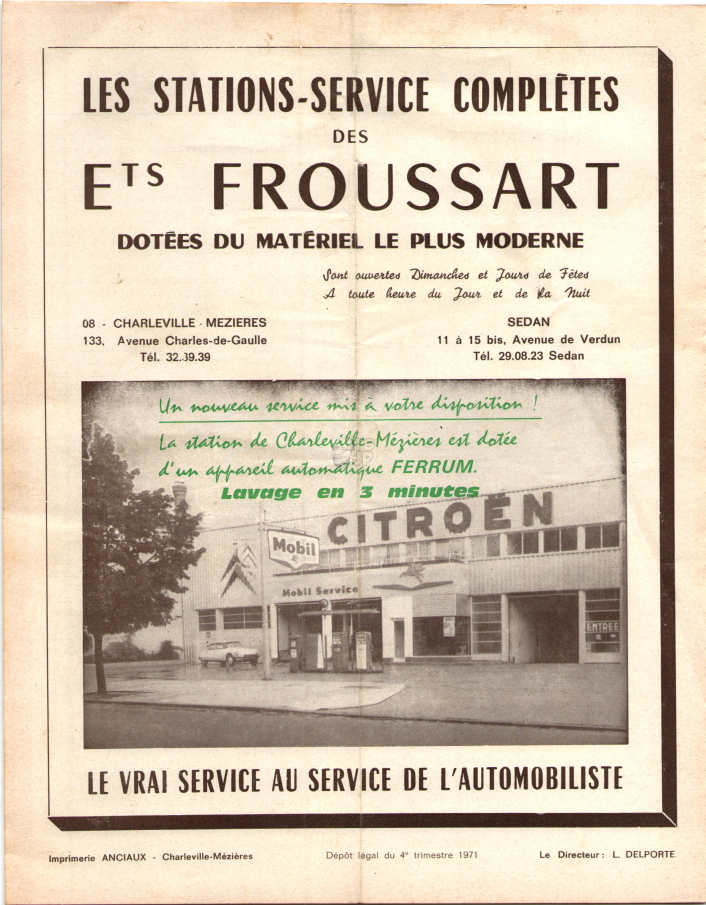 LES STATIONS-SERVICE COMPLÈTES
DES
ETS FROUSSART
DOTÉES DU MATÉRIEL LE PLUS MODERNE
Sont ouvertes Dimanches et Jours de Fêtes
A toute heure du Jour et de la Nuit
08 - CHARLEVILLE - MEZIERES
133, Avenue Charles-de-Gaulle
Tél. 32.39.39
SEDAN
11 à 15 bis, Avenue de Verdun
Tél. 29.08.23 Sedan
Un nouveau service mis à votre disposition !
La station de Charleville-Mézières est dotée
d'un appareil automatique FERRUM.
Lavage en 3 minutes
CITROËN
Mobil
Mobil Service
ENTREE
LE VRAI SERVICE AU SERVICE DE L'AUTOMOBILISTE
Imprimerie ANCIAUX - Charleville-Mézières
Dépôt légal du 4e trimestre 1971
Le Directeur : L. DELPORTE.